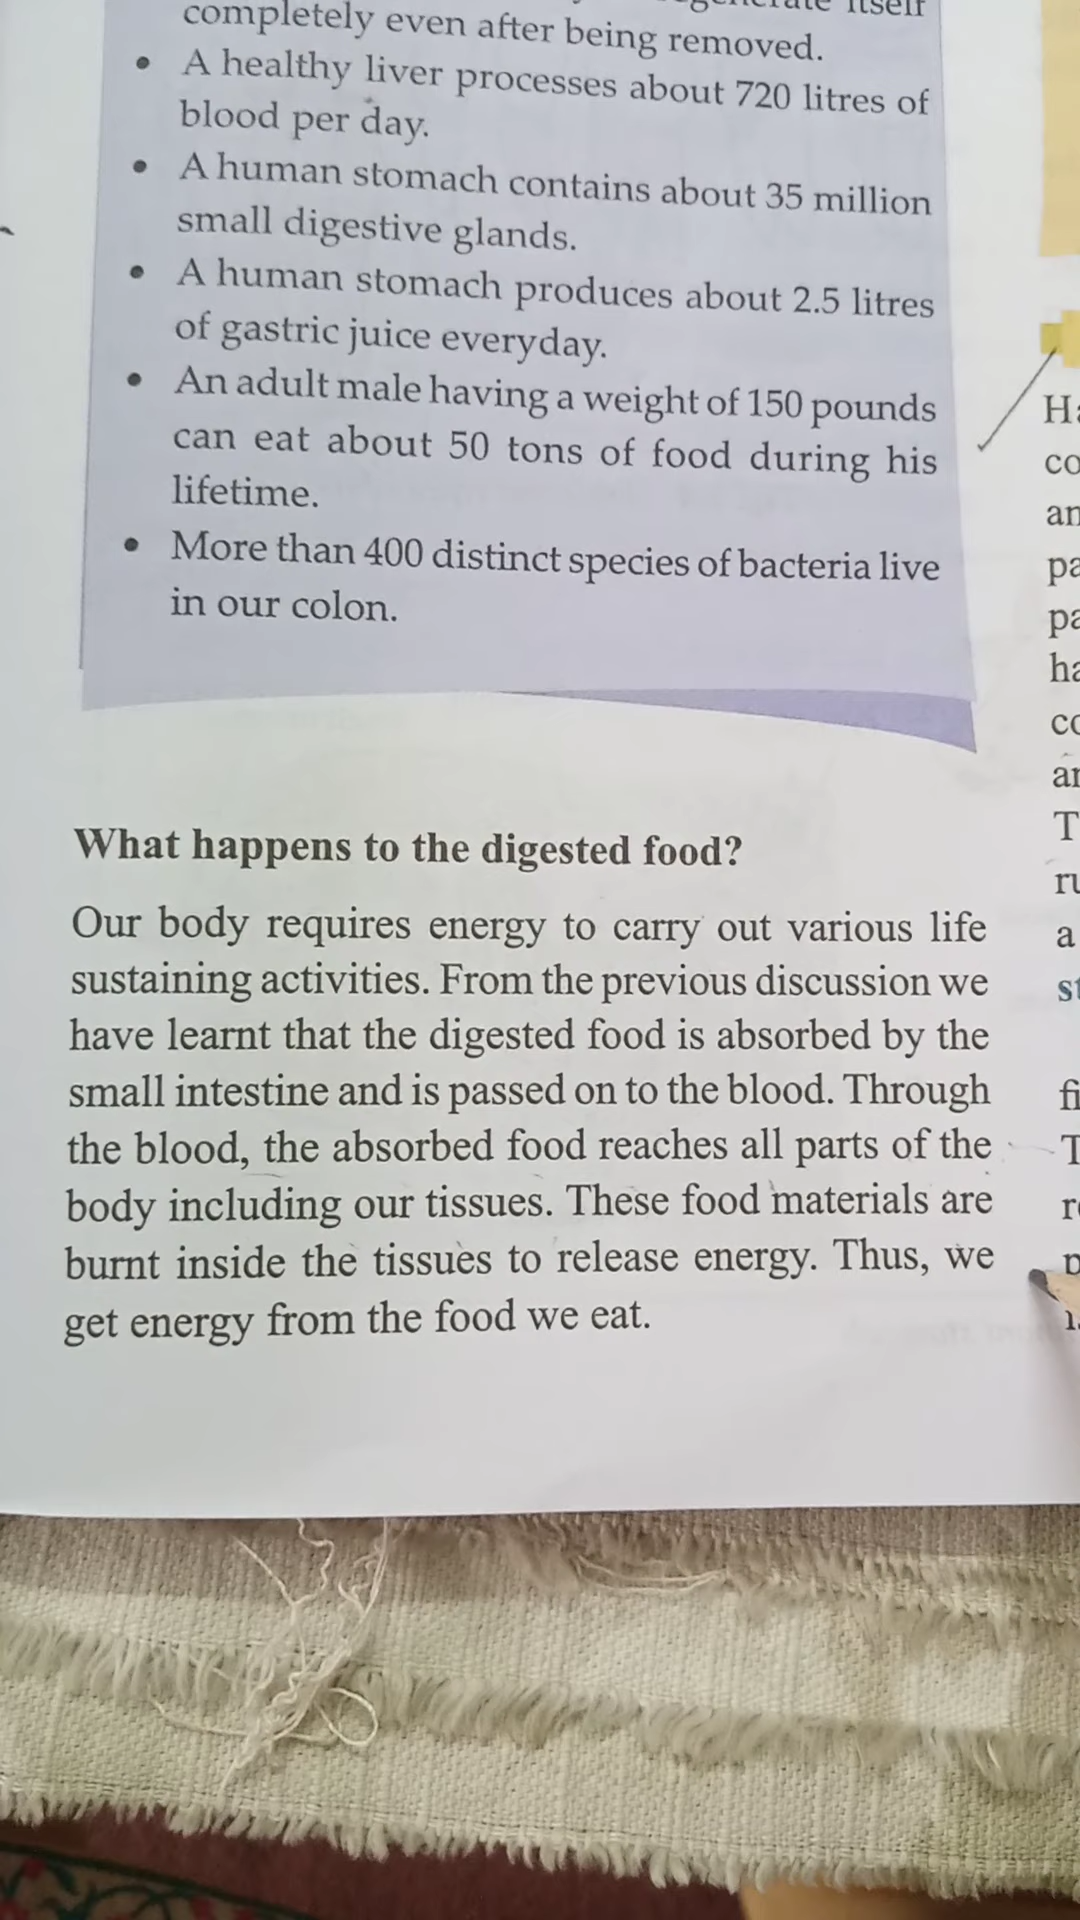 itself
completely even after being removed.
• A healthy liver processes about 720 litres of
blood per day.
• A human stomach contains about 35 million
small digestive glands.
• A human stomach produces about 2.5 litres
of gastric juice everyday.
• An adult male having a weight of 150 pounds
can eat about 50 tons of food during his
lifetime.
• More than 400 distinct species of bacteria live
in our colon.
What happens to the digested food?
Our body requires energy to carry out various life
sustaining activities. From the previous discussion we
have learnt that the digested food is absorbed by the
small intestine and is passed on to the blood. Through
the blood, the absorbed food reaches all parts of the
body including our tissues. These food materials are
burnt inside the tissues to release energy. Thus, we
get energy from the food we eat.